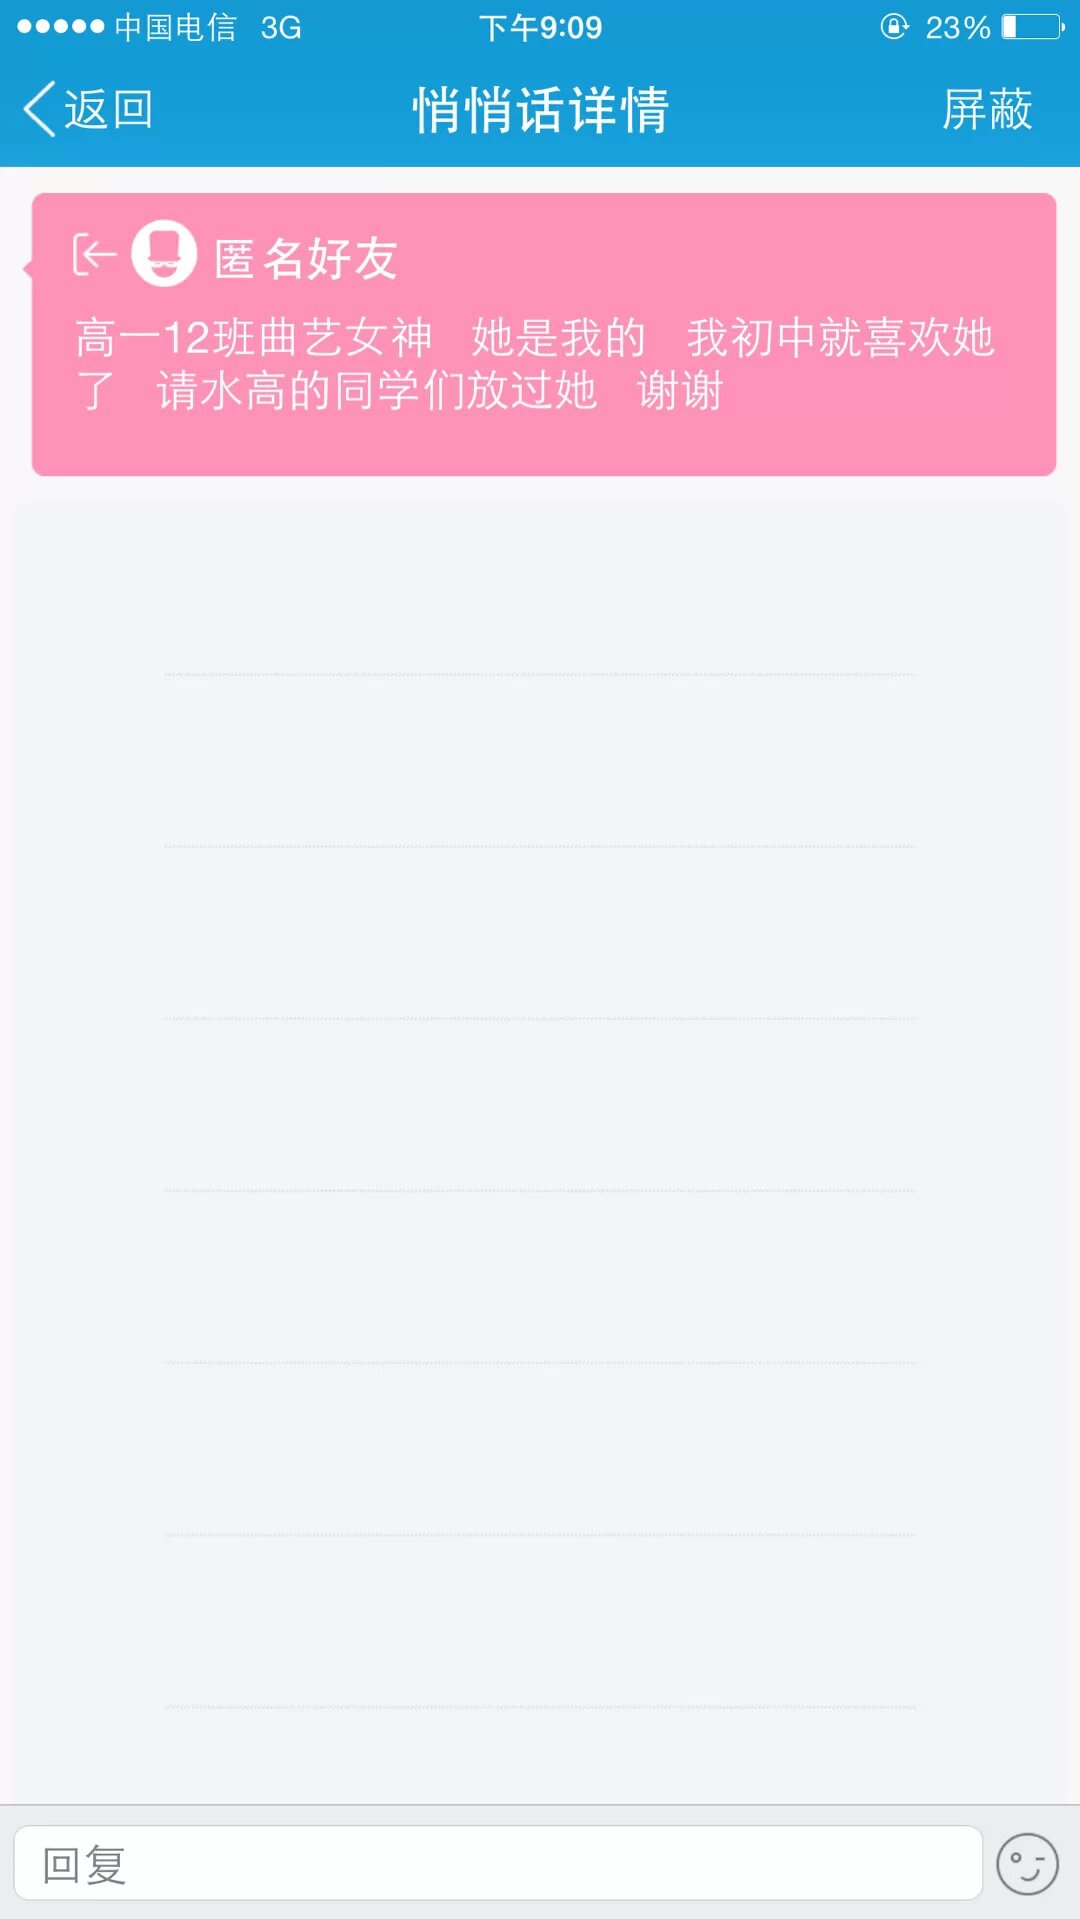 中国电信 3G 下午9:09 23%
返回 悄悄话详情 屏蔽
匿名好友
高一12班曲艺女神 她是我的 我初中就喜欢她
了 请水高的同学们放过她 谢谢
回复